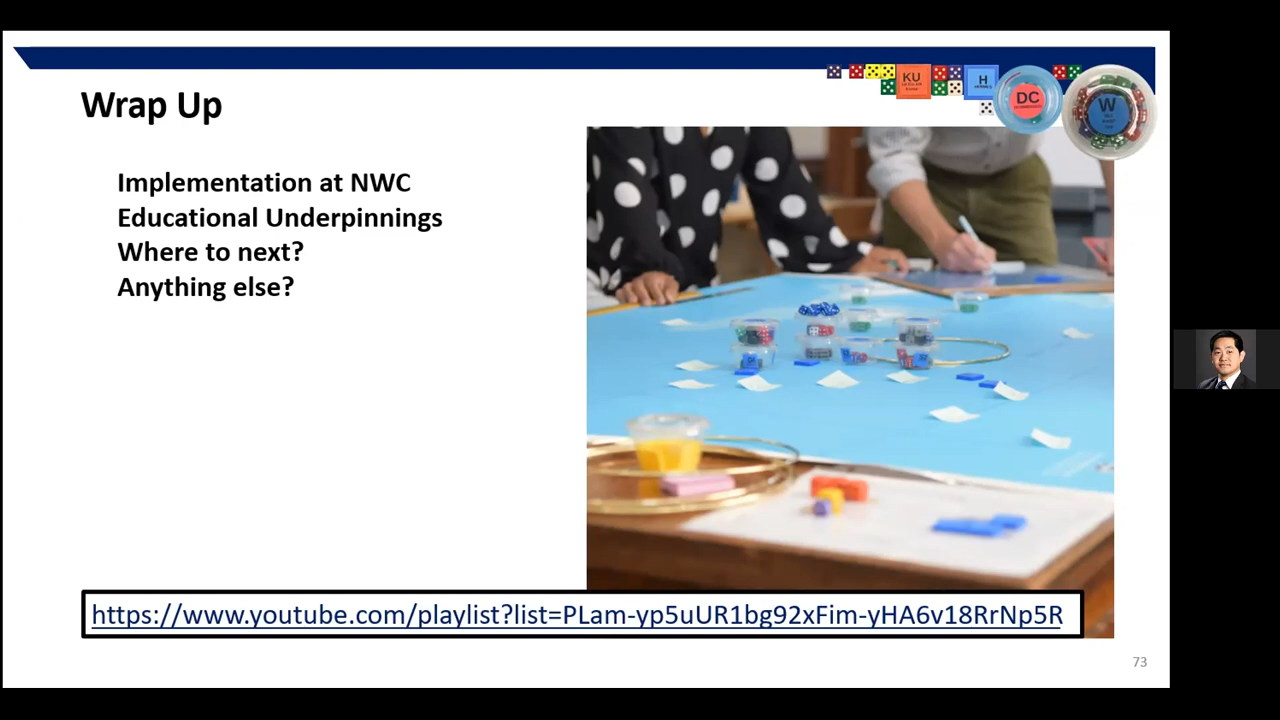 KU
H
DC
W
Wrap Up
Implementation at NWC
Educational Underpinnings
Where to next?
Anything else?
https://www.youtube.com/playlist?list=PLam-yp5uUR1bg92xFim-yHA6v18RrNp5R
73